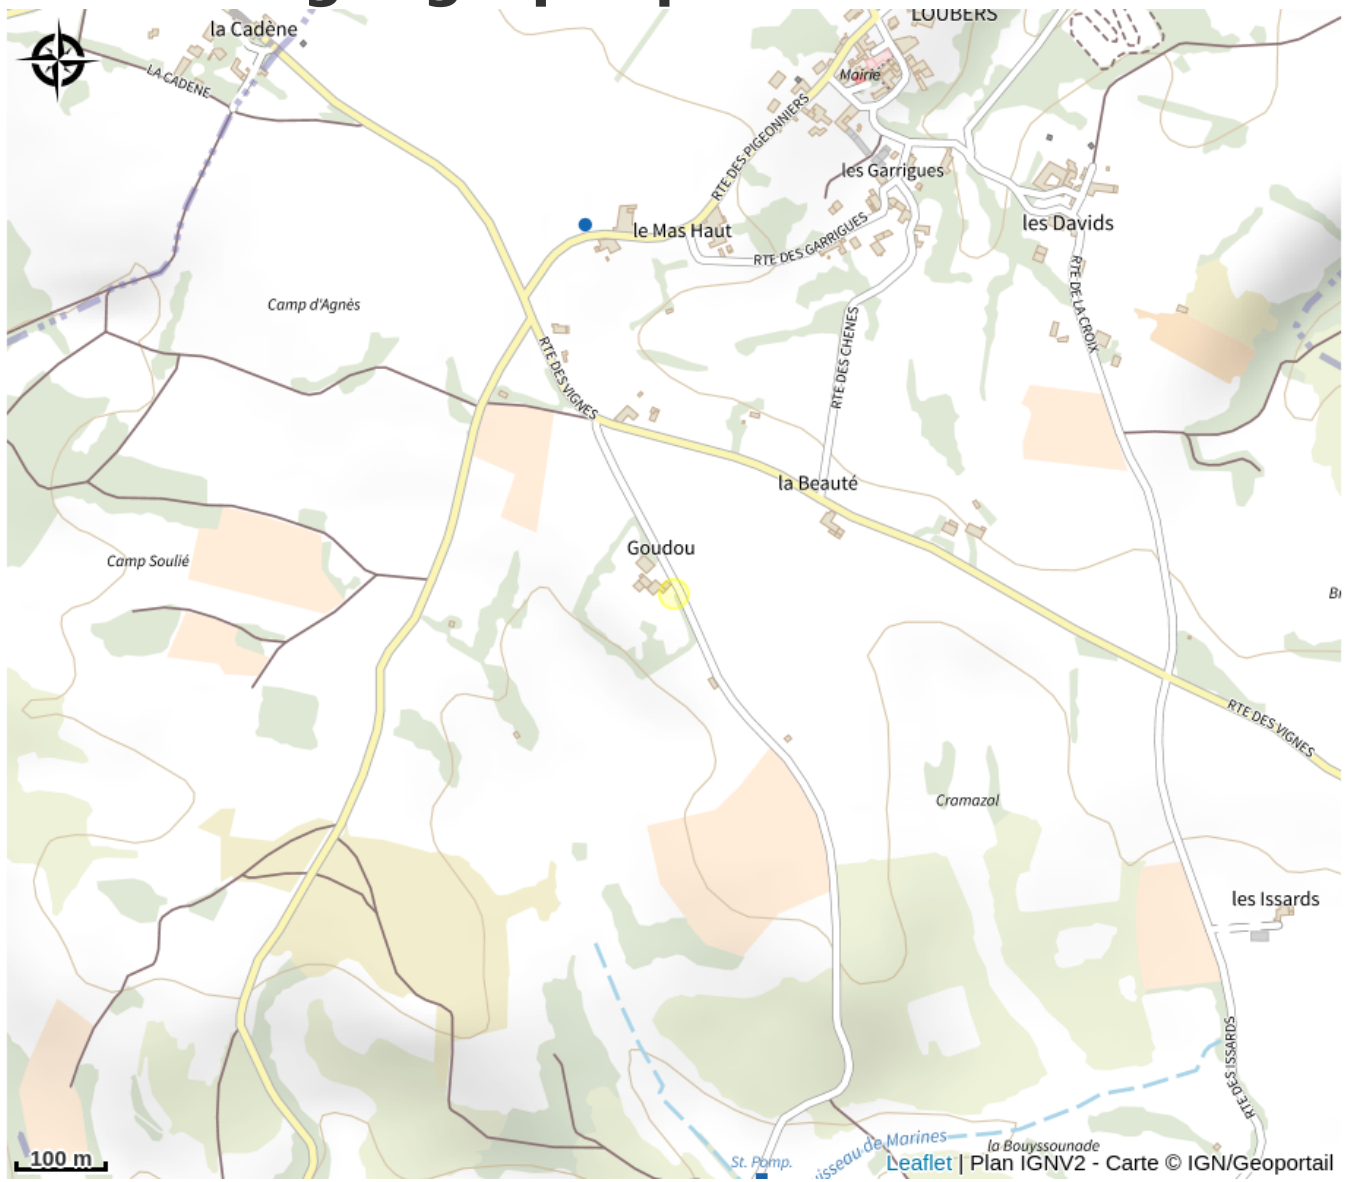 la Cadène
LOUBERS
LA CADENE
Mairie
RTE DES PIGEONNIERS
les Garrigues
le Mas Haut
les Davids
RTE DES GARRIGUES
RTE DE LA CROIX
Camp d'Agnès
RTE DES CHENES
RTE DES VIGNES
la Beauté
Goudou
Camp Soulié
RTE DES VIGNES
Cramazal
les Issards
RTE DES ISSARDS
de Marines
la Bouyssounade
St. Pomp.
100 m
Leaflet | Plan IGNV2 - Carte © IGN/Geoportail